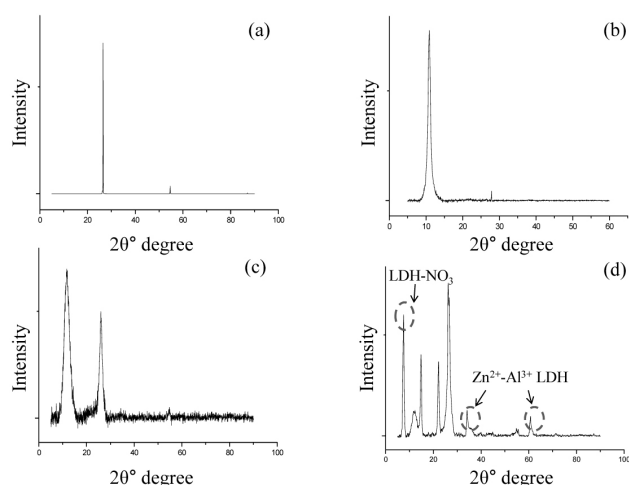 (a)
Intensity
0 20 40 60 80 100
2θ° degree
(b)
Intensity
0 10 20 30 40 50 60
2θ° degree
(c)
Intensity
0 20 40 60 80 100
2θ° degree
(d)
LDH-NO₃
Zn²⁺-Al³⁺ LDH
Intensity
0 20 40 60 80 100
2θ° degree